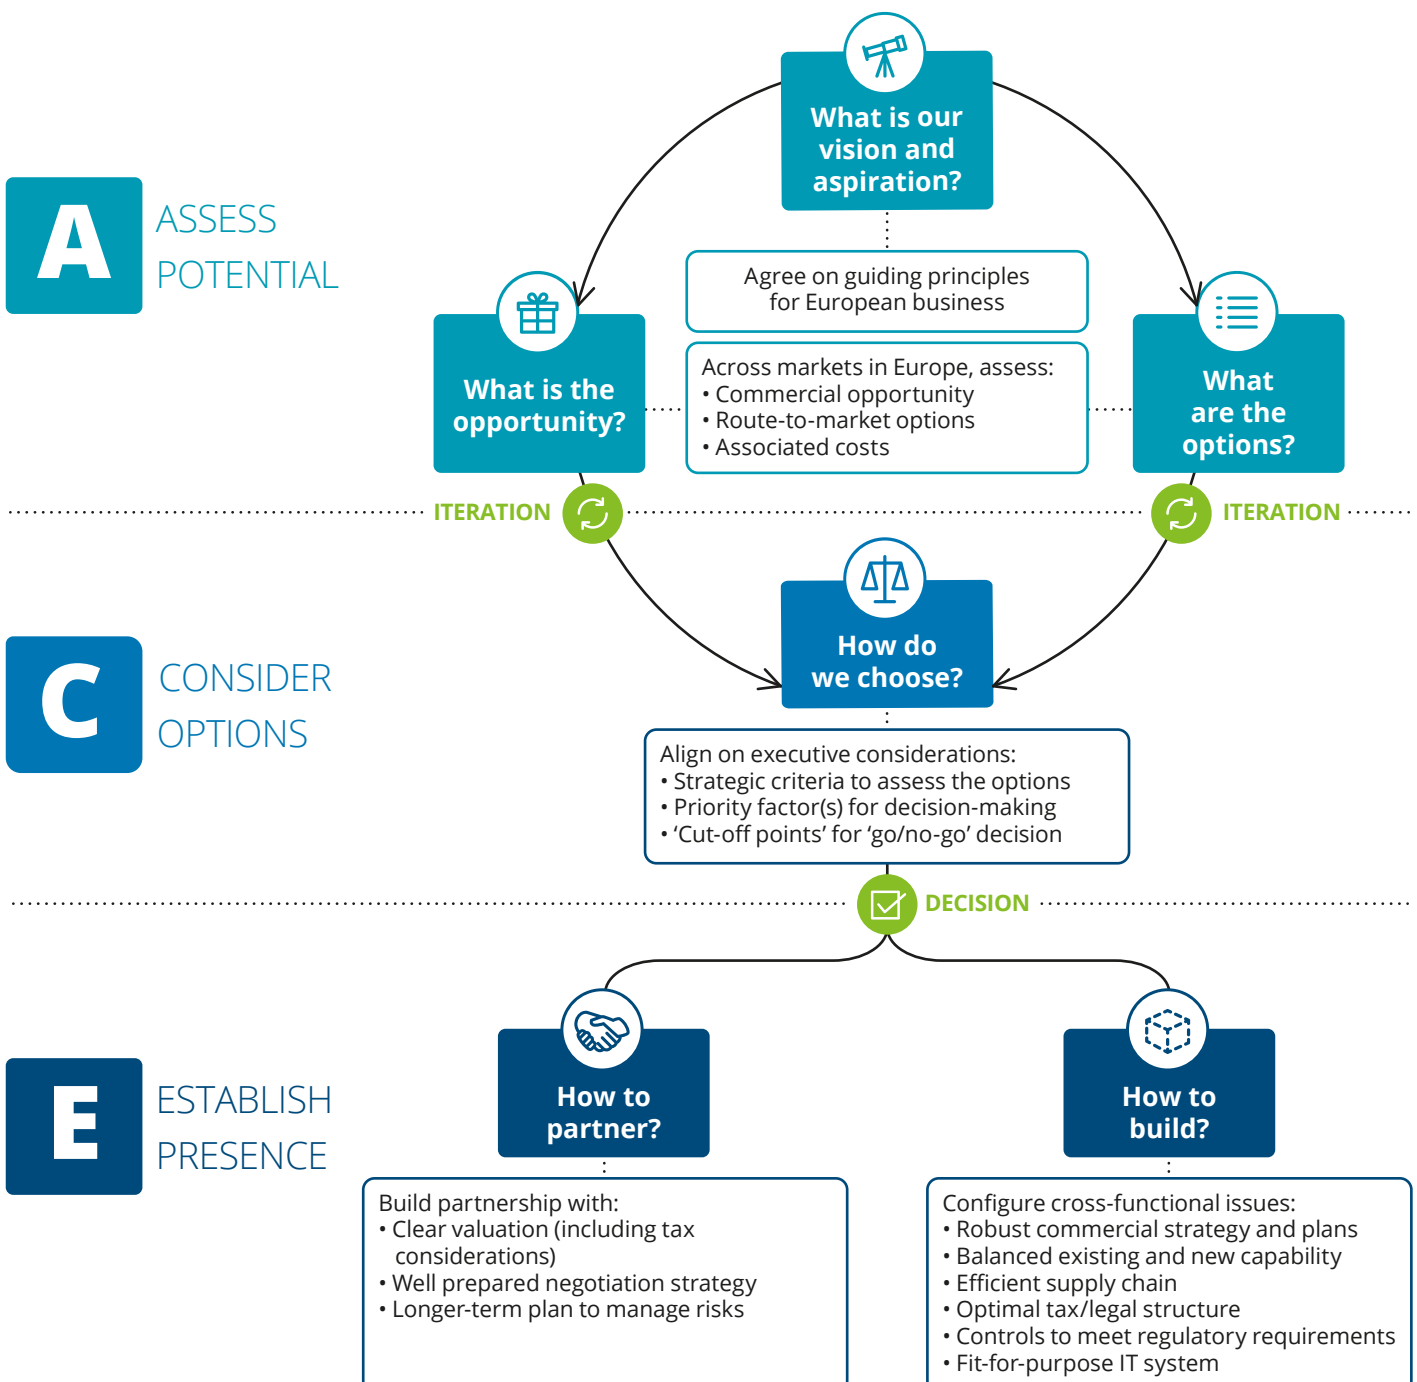 What is our
vision and
aspiration?
A
ASSESS
POTENTIAL
Agree on guiding principles
for European business
What is the
opportunity?
Across markets in Europe, assess:
• Commercial opportunity
• Route-to-market options
• Associated costs
What
are the
options?
ITERATION
ITERATION
C
CONSIDER
OPTIONS
How do
we choose?
Align on executive considerations:
• Strategic criteria to assess the options
• Priority factor(s) for decision-making
• ‘Cut-off points’ for ‘go/no-go’ decision
DECISION
E
ESTABLISH
PRESENCE
How to
partner?
Build partnership with:
• Clear valuation (including tax
considerations)
• Well prepared negotiation strategy
• Longer-term plan to manage risks
How to
build?
Configure cross-functional issues:
• Robust commercial strategy and plans
• Balanced existing and new capability
• Efficient supply chain
• Optimal tax/legal structure
• Controls to meet regulatory requirements
• Fit-for-purpose IT system